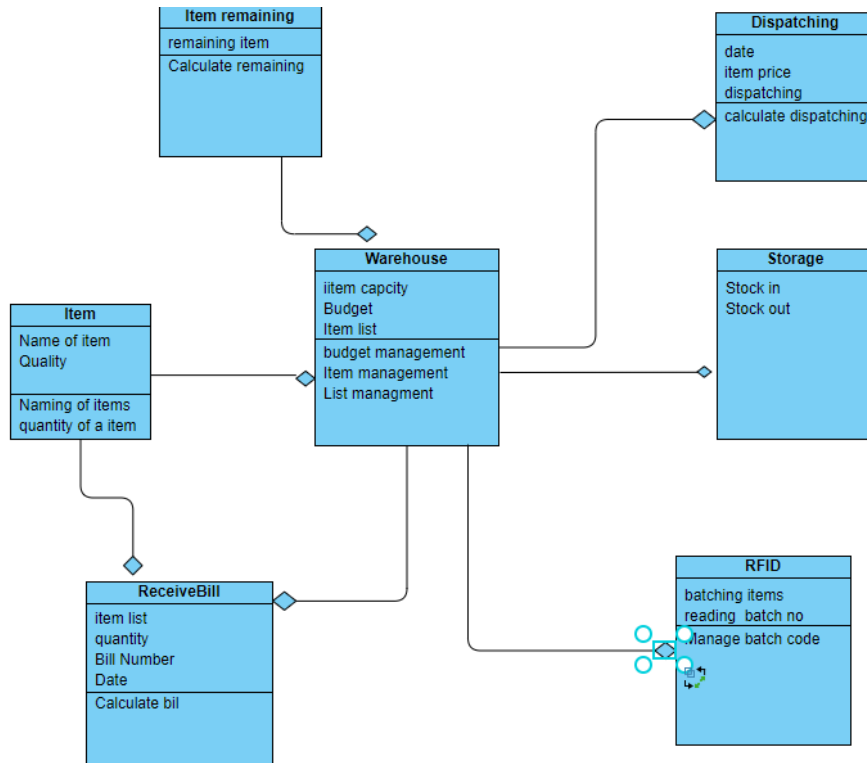 Item remaining
remaining item
Calculate remaining
Dispatching
date
item price
dispatching
calculate dispatching
Warehouse
iitem capcity
Budget
Item list
budget management
Item management
List managment
Storage
Stock in
Stock out
Item
Name of item
Quality
Naming of items
quantity of a item
ReceiveBill
item list
quantity
Bill Number
Date
Calculate bil
RFID
batching items
reading batch no
Manage batch code